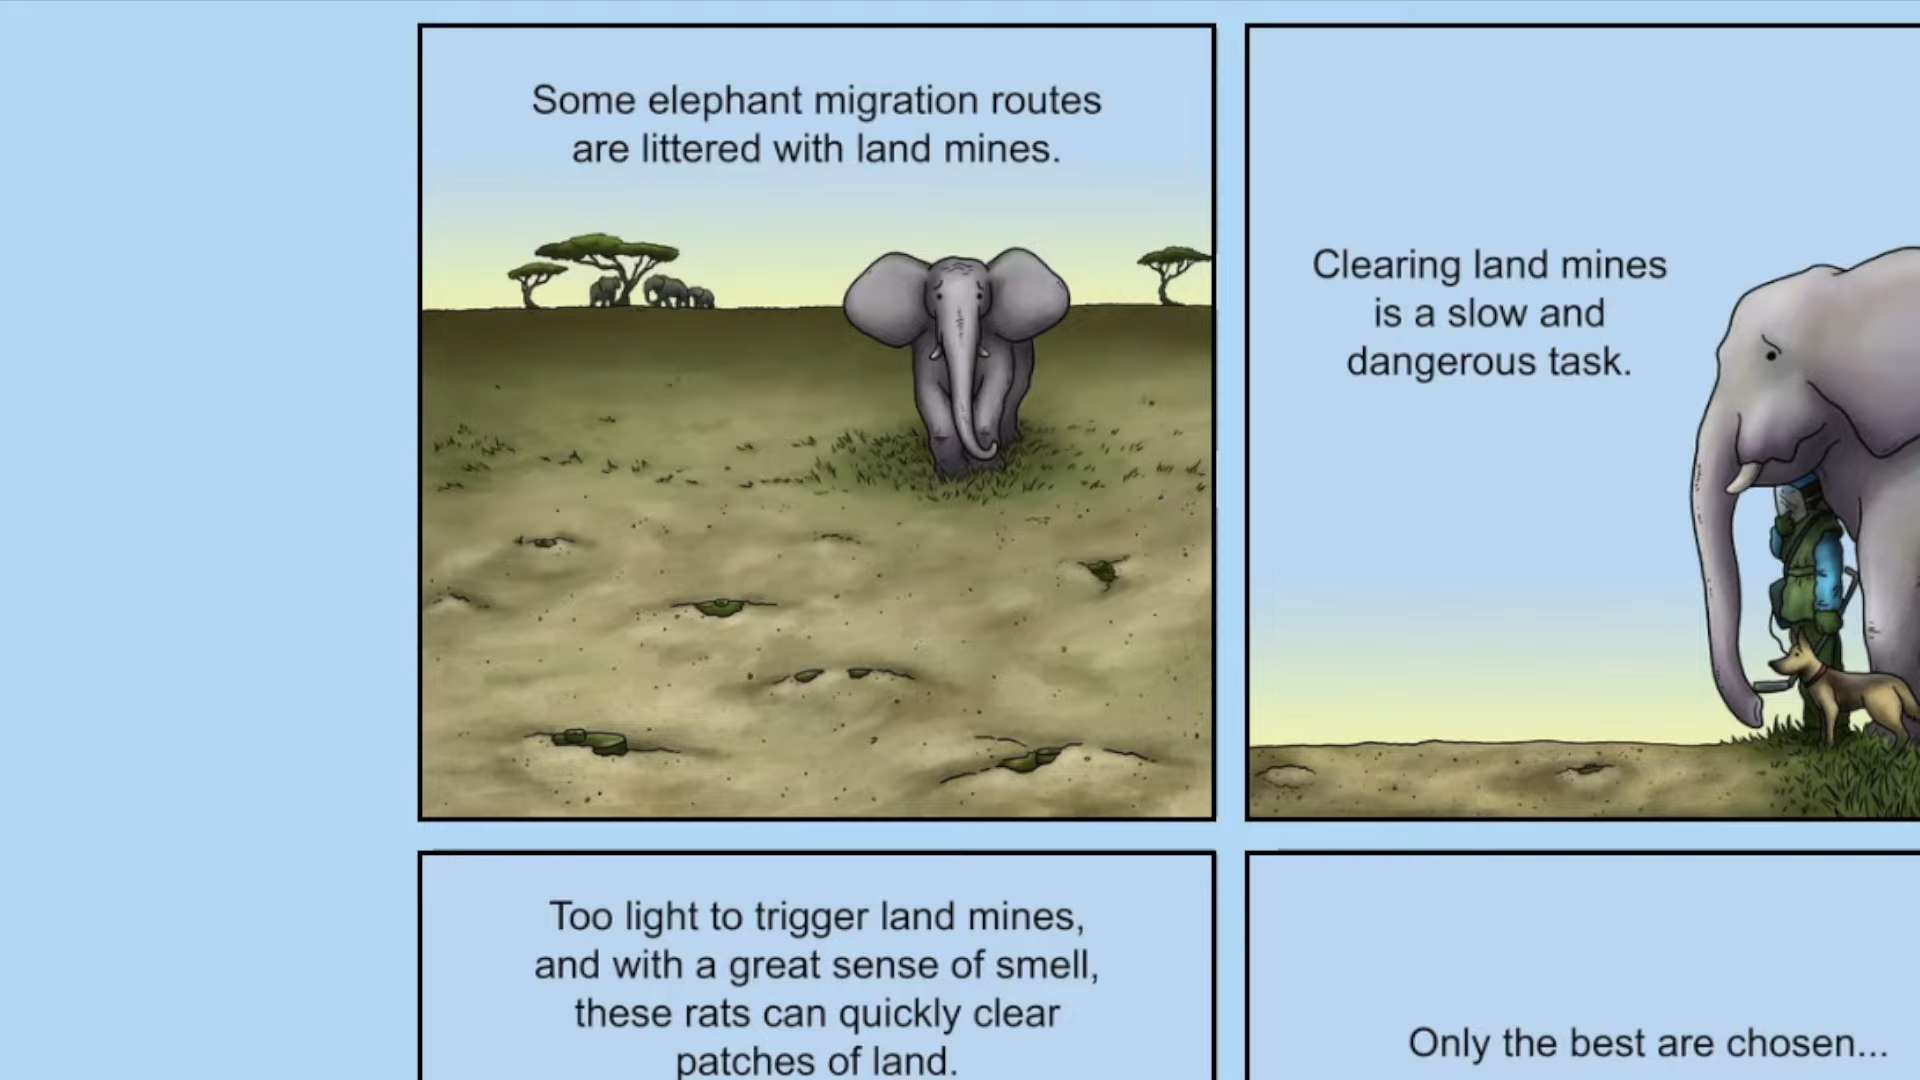 Some elephant migration routes
are littered with land mines.
Clearing land mines
is a slow and
dangerous task.
Too light to trigger land mines,
and with a great sense of smell,
these rats can quickly clear
patches of land.
Only the best are chosen...